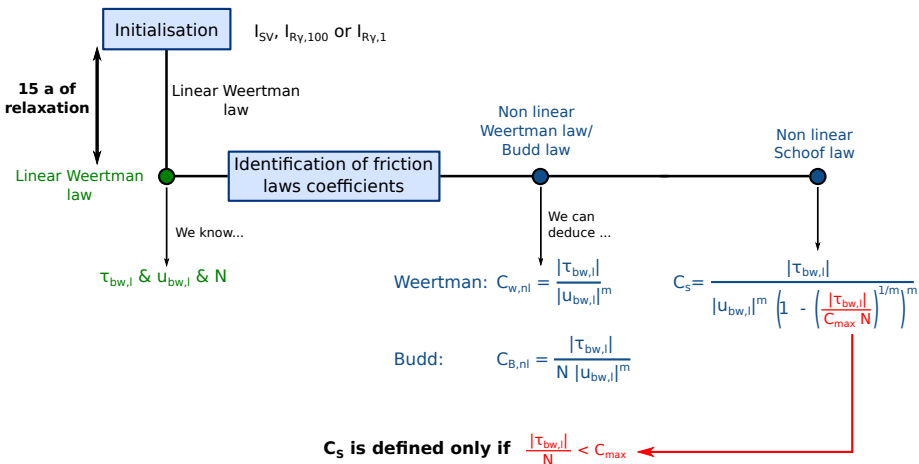 Initialisation
I_SV, I_Rγ,100 or I_Rγ,1
15 a of
relaxation
Linear Weertman
law
Non linear
Weertman law/
Budd law
Non linear
Schoof law
Linear Weertman
law
Identification of friction
laws coefficients
We know...
We can
deduce ...
τ_bw,l & u_bw,l & N
Weertman: C_w,nl = |τ_bw,l| / |u_bw,l|^m
C_s = |τ_bw,l| / |u_bw,l|^m (1 - (|τ_bw,l| / C_max N)^1/m)^m
Budd: C_B,nl = |τ_bw,l| / N |u_bw,l|^m
C_s is defined only if |τ_bw,l| / N < C_max